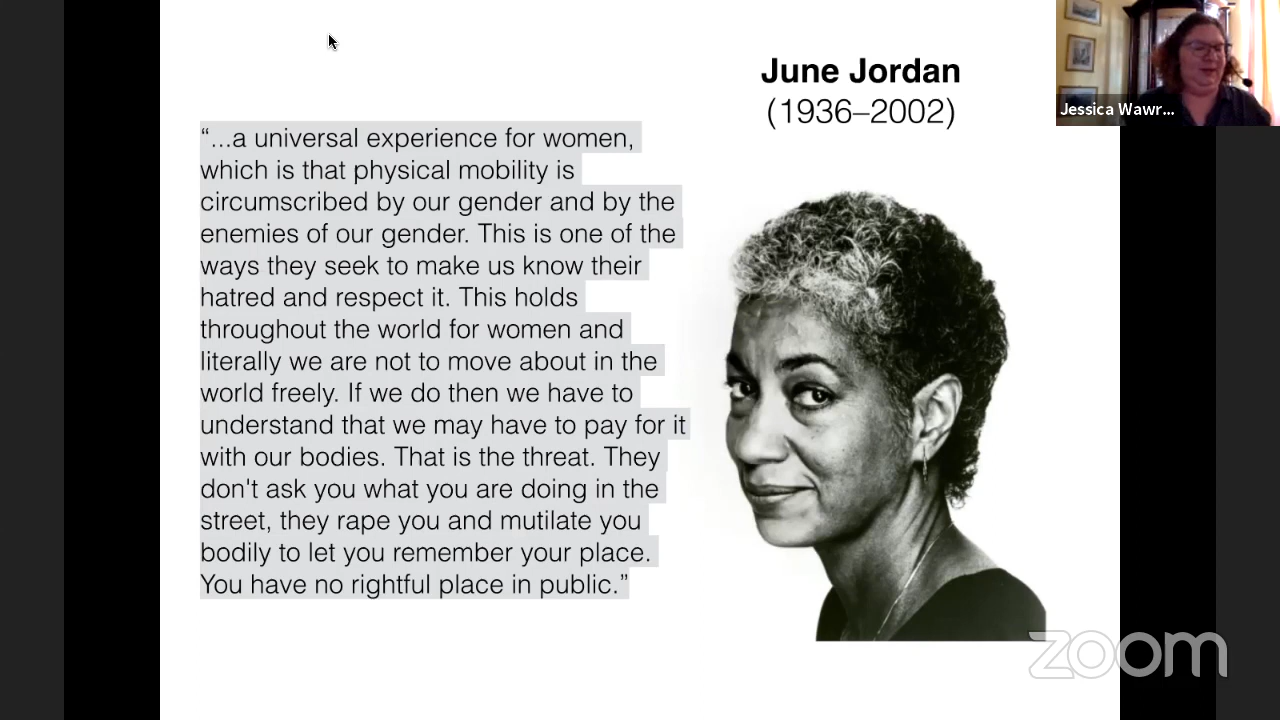 June Jordan
(1936–2002)
Jessica Wawr...
“...a universal experience for women,
which is that physical mobility is
circumscribed by our gender and by the
enemies of our gender. This is one of the
ways they seek to make us know their
hatred and respect it. This holds
throughout the world for women and
literally we are not to move about in the
world freely. If we do then we have to
understand that we may have to pay for it
with our bodies. That is the threat. They
don't ask you what you are doing in the
street, they rape you and mutilate you
bodily to let you remember your place.
You have no rightful place in public.”
zoom